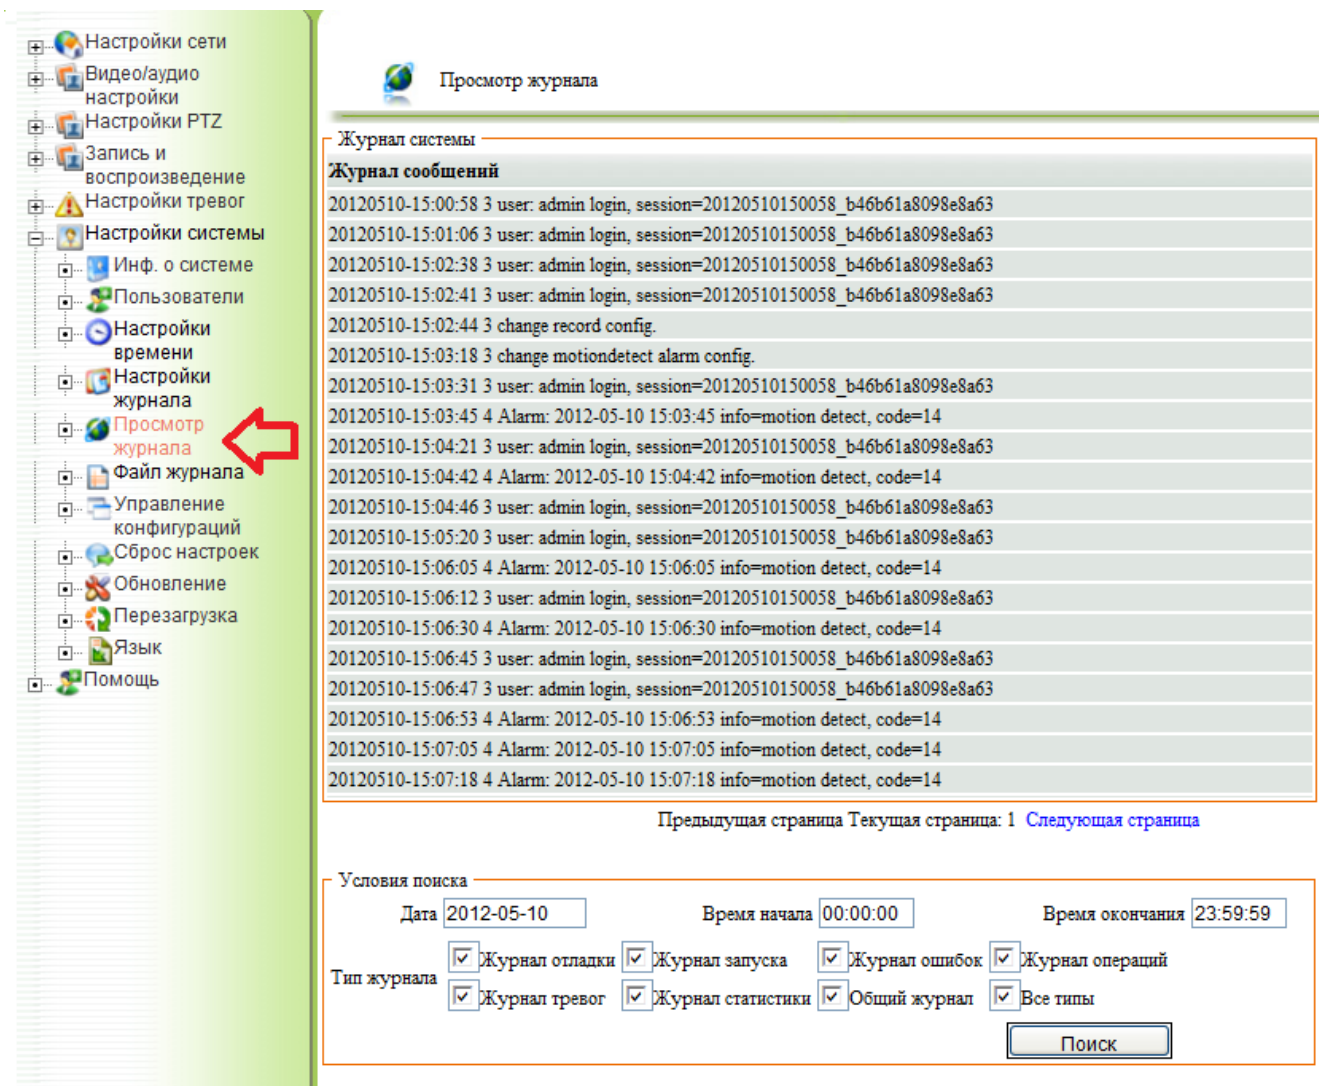 Настройки сети
Видео/аудио
настройки
Настройки PTZ
Запись и
воспроизведение
Настройки тревог
Настройки системы
Инф. о системе
Пользователи
Настройки
времени
Настройки
журнала
Просмотр
журнала
Файл журнала
Управление
конфигураций
Сброс настроек
Обновление
Перезагрузка
Язык
Помощь
Просмотр журнала
Журнал системы
Журнал сообщений
20120510-15:00:58 3 user: admin login, session=20120510150058_b46b61a8098e8a63
20120510-15:01:06 3 user: admin login, session=20120510150058_b46b61a8098e8a63
20120510-15:02:38 3 user: admin login, session=20120510150058_b46b61a8098e8a63
20120510-15:02:41 3 user: admin login, session=20120510150058_b46b61a8098e8a63
20120510-15:02:44 3 change record config.
20120510-15:03:18 3 change motiondetect alarm config.
20120510-15:03:31 3 user: admin login, session=20120510150058_b46b61a8098e8a63
20120510-15:03:45 4 Alarm: 2012-05-10 15:03:45 info=motion detect, code=14
20120510-15:04:21 3 user: admin login, session=20120510150058_b46b61a8098e8a63
20120510-15:04:42 4 Alarm: 2012-05-10 15:04:42 info=motion detect, code=14
20120510-15:04:46 3 user: admin login, session=20120510150058_b46b61a8098e8a63
20120510-15:05:20 3 user: admin login, session=20120510150058_b46b61a8098e8a63
20120510-15:06:05 4 Alarm: 2012-05-10 15:06:05 info=motion detect, code=14
20120510-15:06:12 3 user: admin login, session=20120510150058_b46b61a8098e8a63
20120510-15:06:30 4 Alarm: 2012-05-10 15:06:30 info=motion detect, code=14
20120510-15:06:45 3 user: admin login, session=20120510150058_b46b61a8098e8a63
20120510-15:06:47 3 user: admin login, session=20120510150058_b46b61a8098e8a63
20120510-15:06:53 4 Alarm: 2012-05-10 15:06:53 info=motion detect, code=14
20120510-15:07:05 4 Alarm: 2012-05-10 15:07:05 info=motion detect, code=14
20120510-15:07:18 4 Alarm: 2012-05-10 15:07:18 info=motion detect, code=14
Предыдущая страница Текущая страница: 1 Следующая страница
Условия поиска
Дата 2012-05-10 Время начала 00:00:00 Время окончания 23:59:59
Тип журнала
Журнал отладки Журнал запуска Журнал ошибок Журнал операций
Журнал тревог Журнал статистики Общий журнал Все типы
Поиск